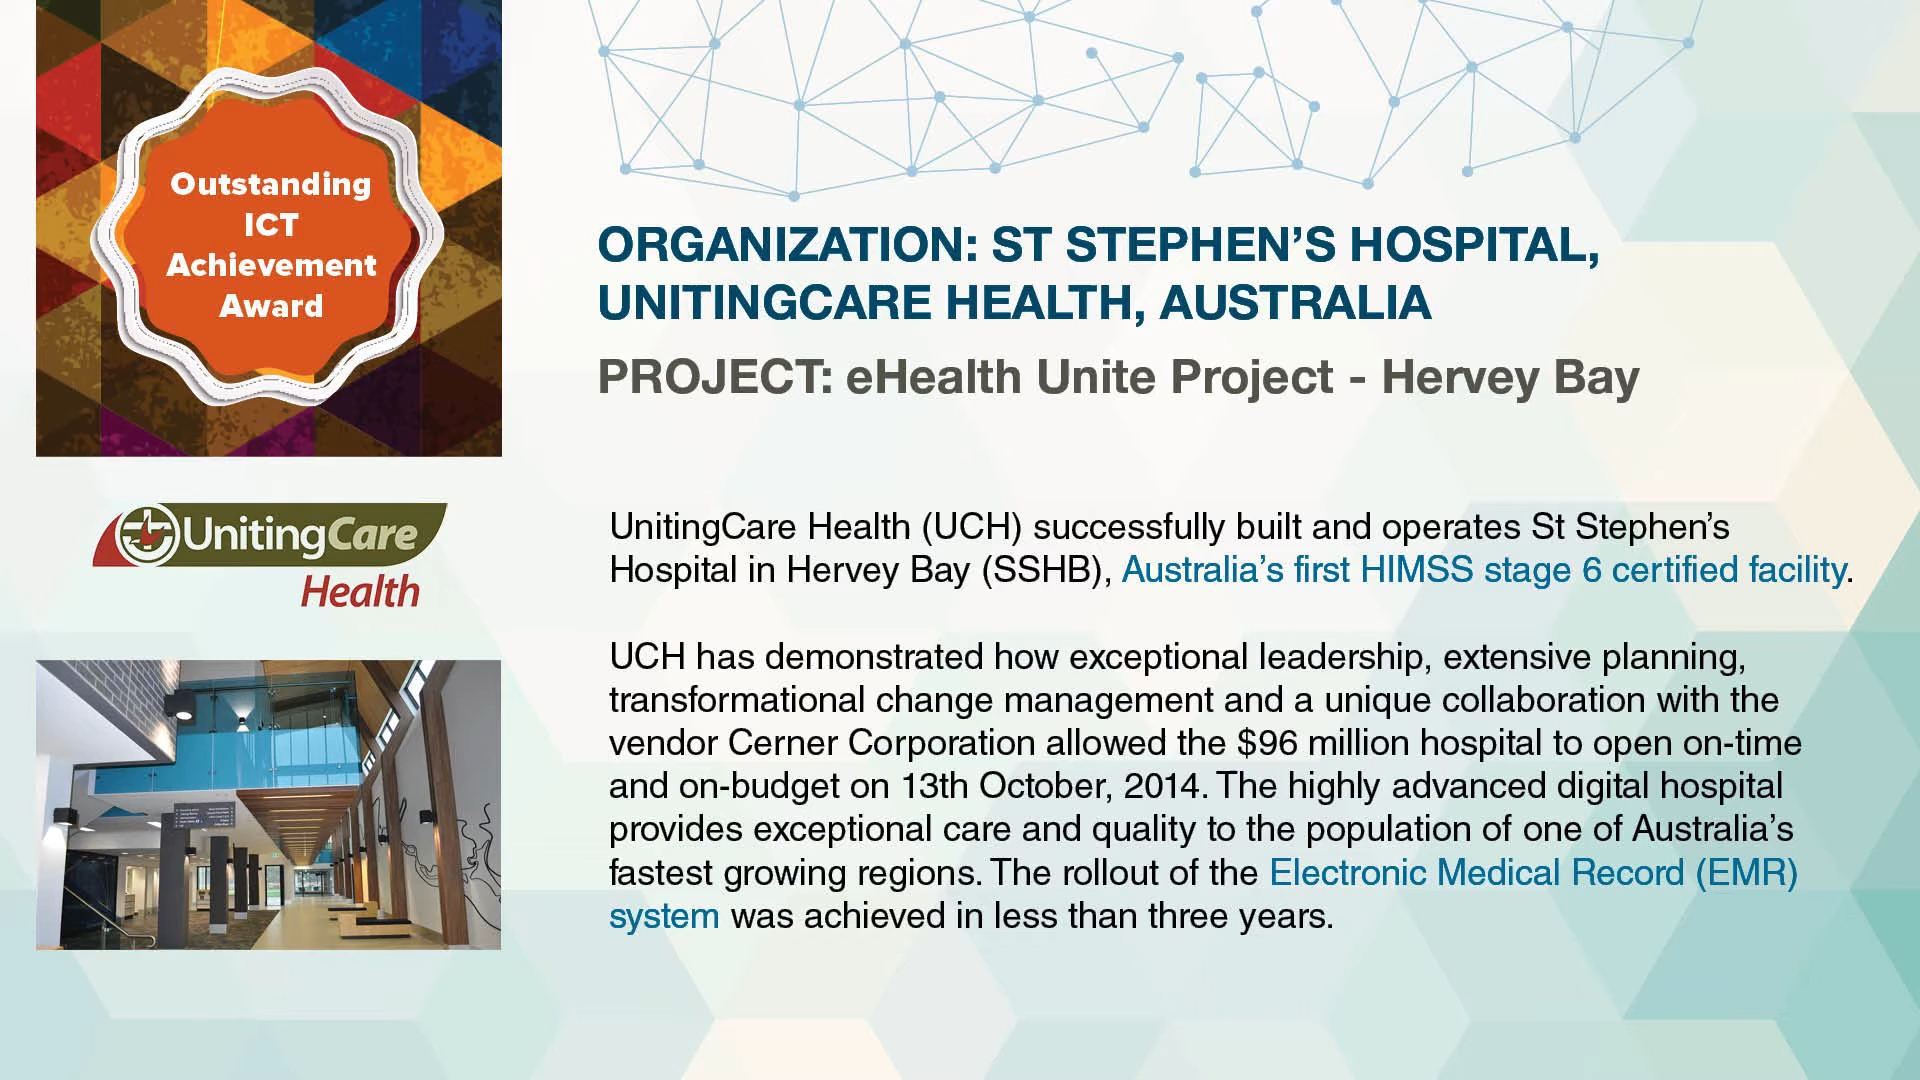 Outstanding
ICT
Achievement
Award
ORGANIZATION: ST STEPHEN’S HOSPITAL,
UNITINGCARE HEALTH, AUSTRALIA
PROJECT: eHealth Unite Project - Hervey Bay
UnitingCare
Health
UnitingCare Health (UCH) successfully built and operates St Stephen’s
Hospital in Hervey Bay (SSHB), Australia’s first HIMSS stage 6 certified facility.
UCH has demonstrated how exceptional leadership, extensive planning,
transformational change management and a unique collaboration with the
vendor Cerner Corporation allowed the $96 million hospital to open on-time
and on-budget on 13th October, 2014. The highly advanced digital hospital
provides exceptional care and quality to the population of one of Australia’s
fastest growing regions. The rollout of the Electronic Medical Record (EMR)
system was achieved in less than three years.